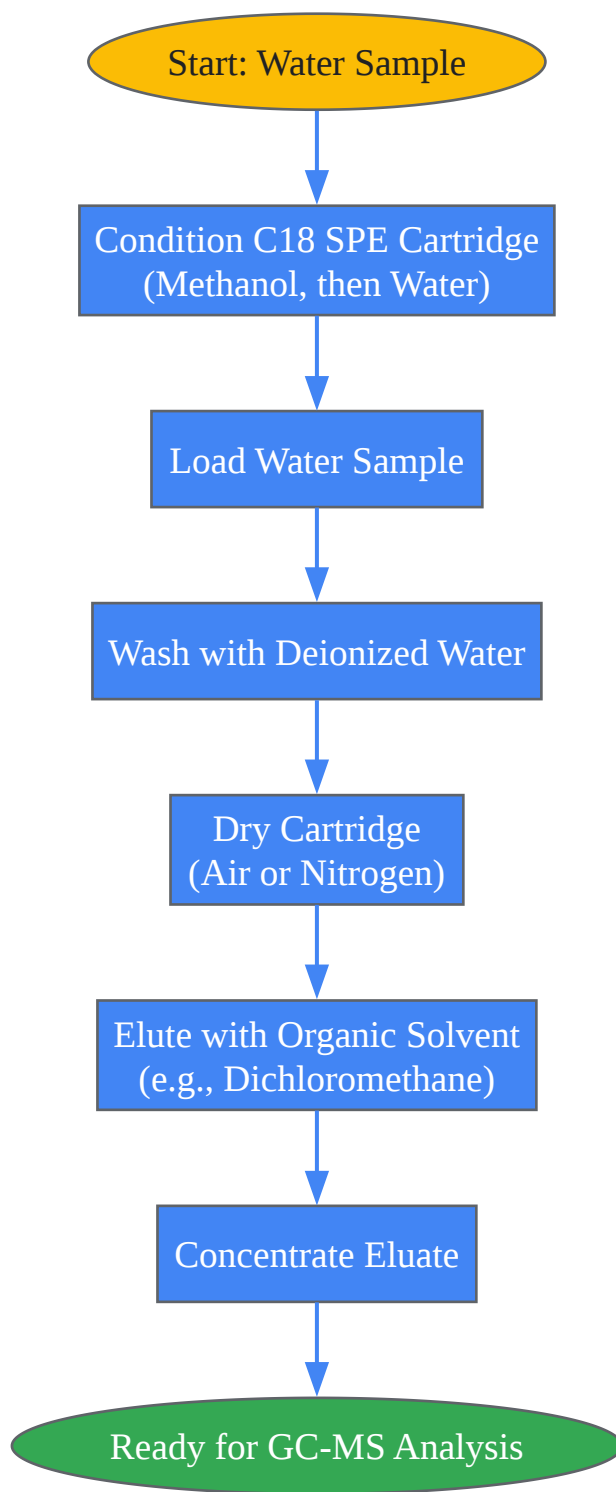 Start: Water Sample
Condition C18 SPE Cartridge
(Methanol, then Water)
Load Water Sample
Wash with Deionized Water
Dry Cartridge
(Air or Nitrogen)
Elute with Organic Solvent
(e.g., Dichloromethane)
Concentrate Eluate
Ready for GC-MS Analysis